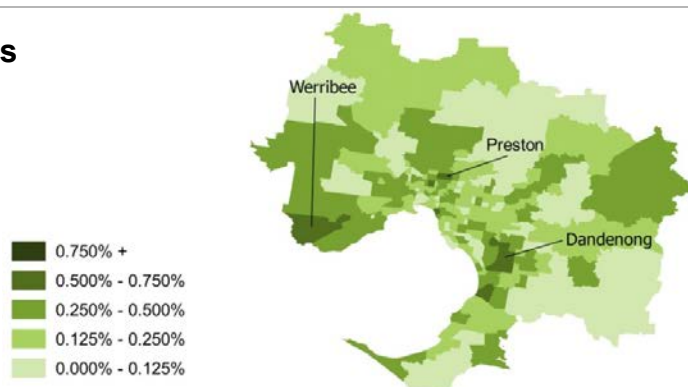 s
Werribee
Preston
Dandenong
0.750% +
0.500% - 0.750%
0.250% - 0.500%
0.125% - 0.250%
0.000% - 0.125%